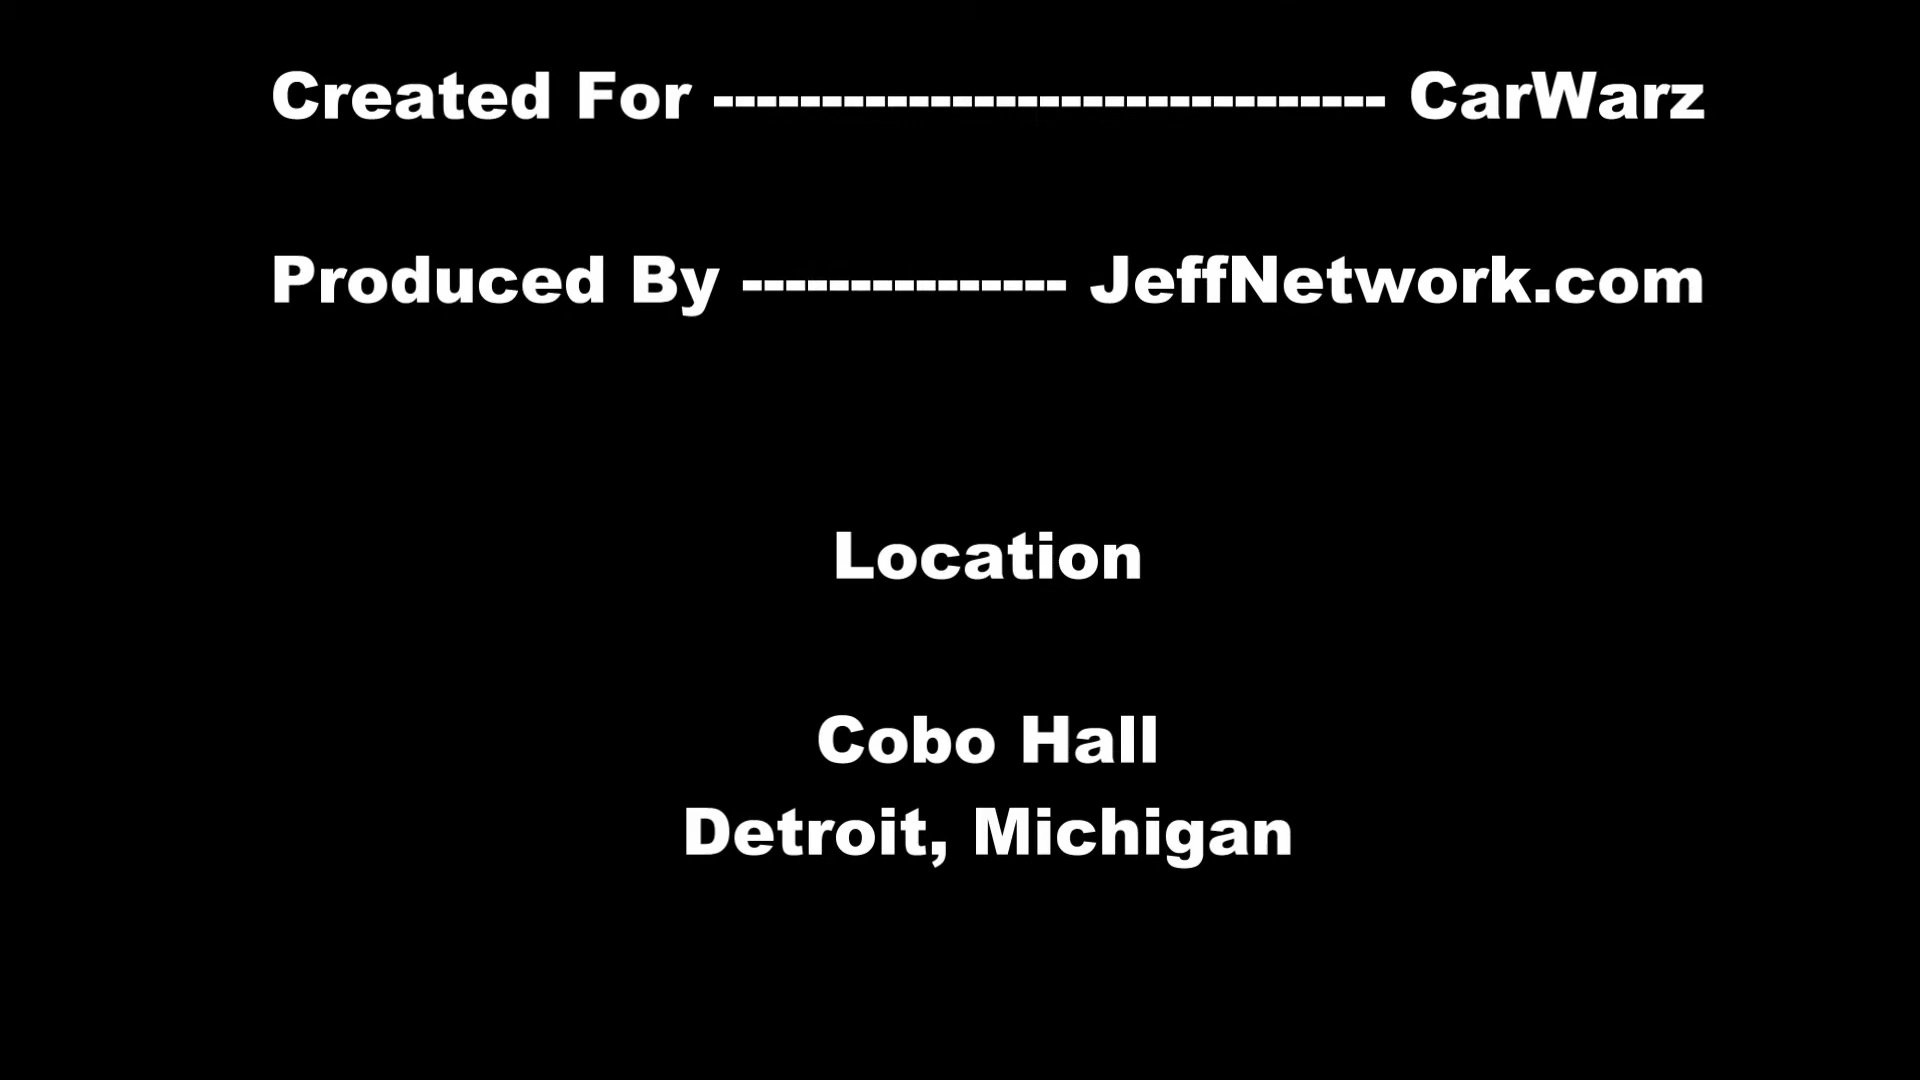 Created For ------------------------------- CarWarz
Produced By --------------- JeffNetwork.com
Location
Cobo Hall
Detroit, Michigan